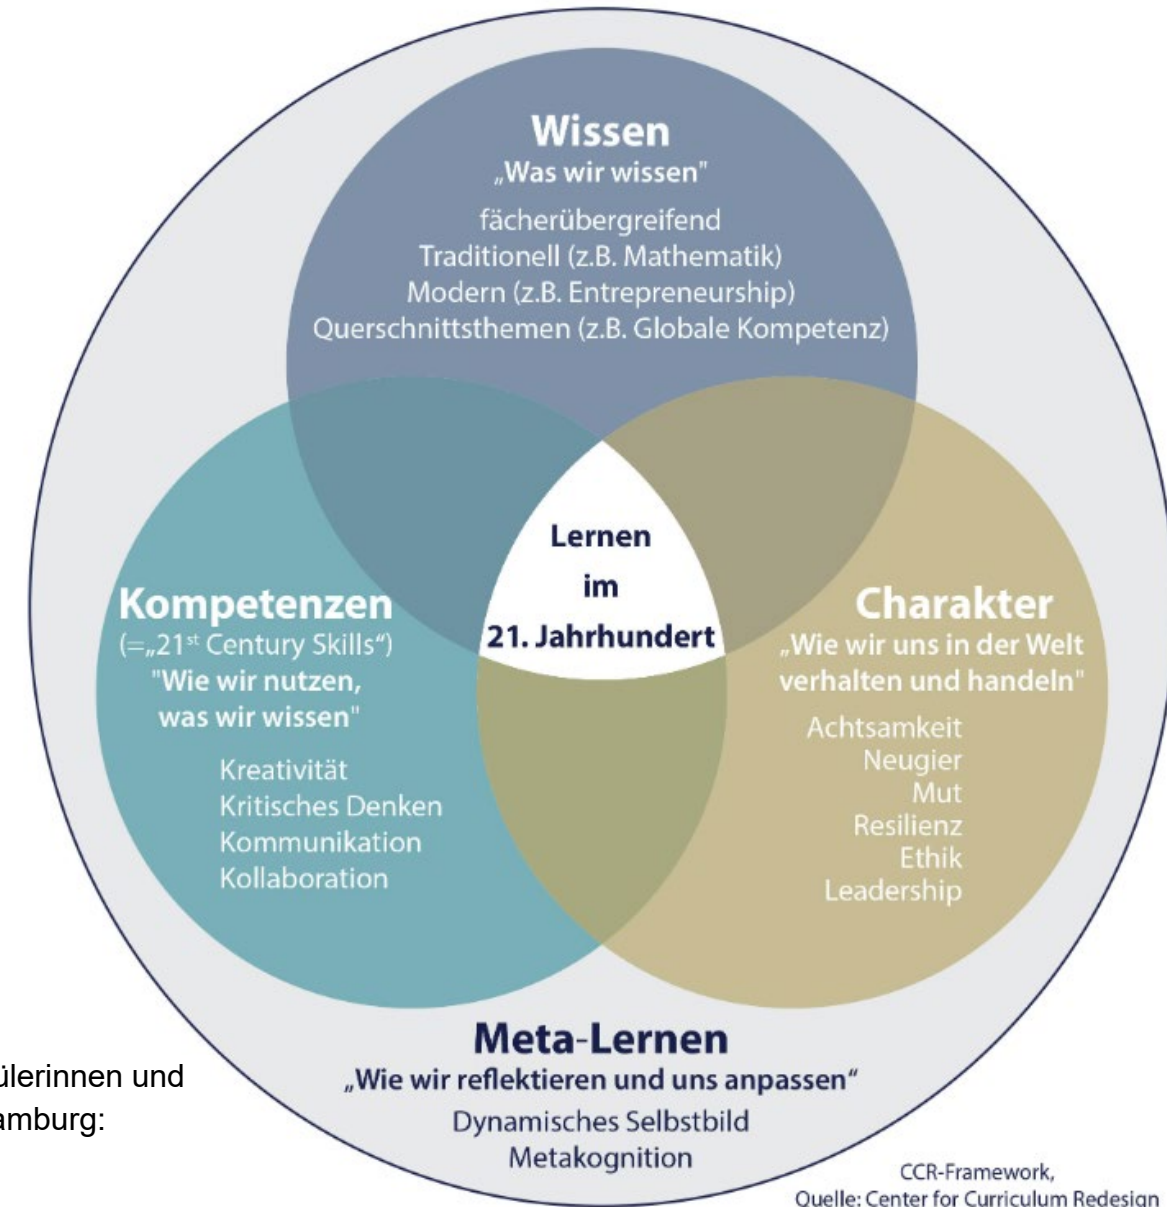 Wissen
„Was wir wissen"
fächerübergreifend
Traditionell (z.B. Mathematik)
Modern (z.B. Entrepreneurship)
Querschnittsthemen (z.B. Globale Kompetenz)
Lernen
im
21. Jahrhundert
Kompetenzen
(=„21st Century Skills“)
"Wie wir nutzen,
was wir wissen"
Kreativität
Kritisches Denken
Kommunikation
Kollaboration
Charakter
„Wie wir uns in der Welt
verhalten und handeln"
Achtsamkeit
Neugier
Mut
Resilienz
Ethik
Leadership
Meta-Lernen
„Wie wir reflektieren und uns anpassen“
Dynamisches Selbstbild
Metakognition
ülerinnen und
amburg:
CCR-Framework,
Quelle: Center for Curriculum Redesign